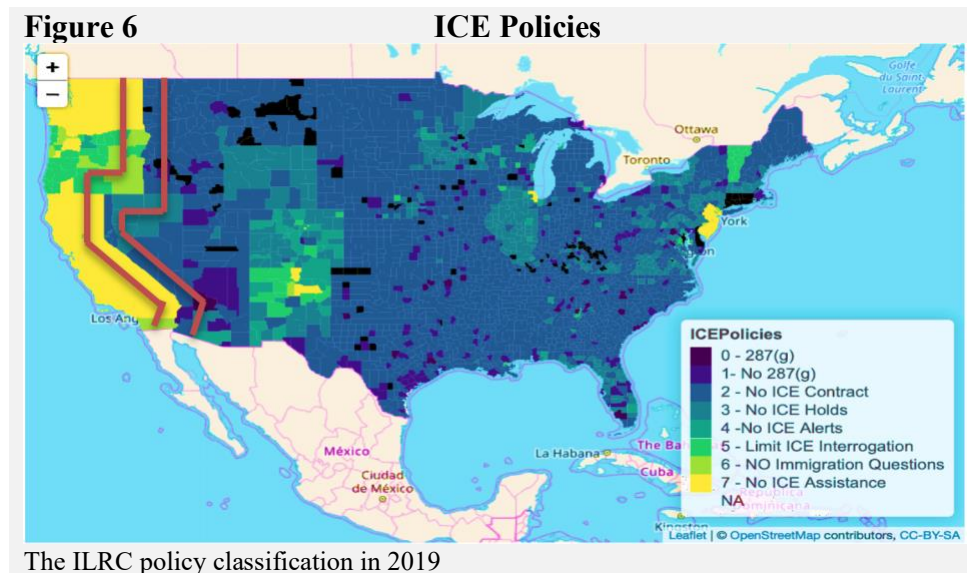 Figure 6 ICE Policies
+
−
Golfe
du Saint-
Laurent
Ottawa
Toronto
York
Los Ang
México
Ciudad
de México
La Habana
The Ba
Cuba
Kingston
ICEPolicies
0 - 287(g)
1- No 287(g)
2 - No ICE Contract
3 - No ICE Holds
4 -No ICE Alerts
5 - Limit ICE Interrogation
6 - NO Immigration Questions
7 - No ICE Assistance
NA
Leaflet | © OpenStreetMap contributors, CC-BY-SA
The ILRC policy classification in 2019